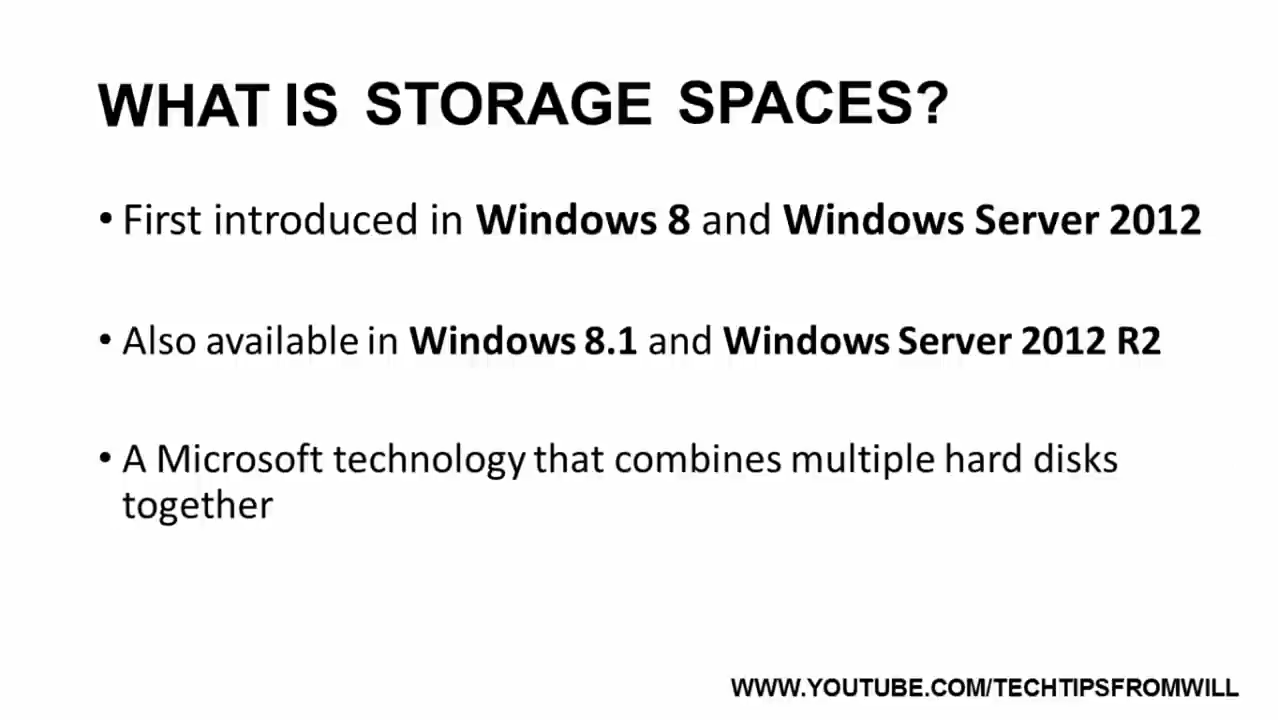 WHAT IS STORAGE SPACES?
• First introduced in Windows 8 and Windows Server 2012
• Also available in Windows 8.1 and Windows Server 2012 R2
• A Microsoft technology that combines multiple hard disks
together
WWW.YOUTUBE.COM/TECHTIPSFROMWILL